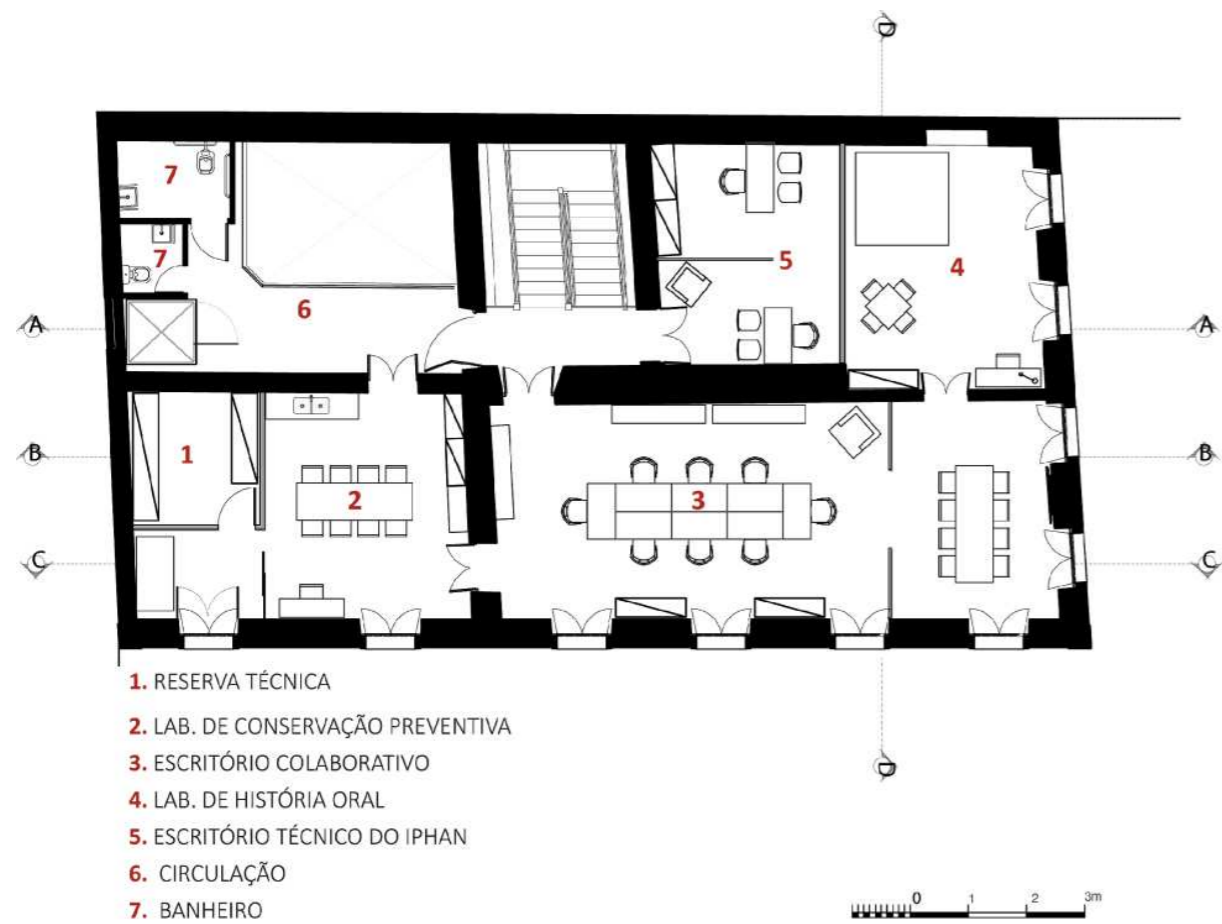 D
7
7
6
5
4
A
A
1
2
3
B
B
C
C
1. RESERVA TÉCNICA
2. LAB. DE CONSERVAÇÃO PREVENTIVA
3. ESCRITÓRIO COLABORATIVO
4. LAB. DE HISTÓRIA ORAL
5. ESCRITÓRIO TÉCNICO DO IPHAN
6. CIRCULAÇÃO
7. BANHEIRO
D
0 1 2 3m